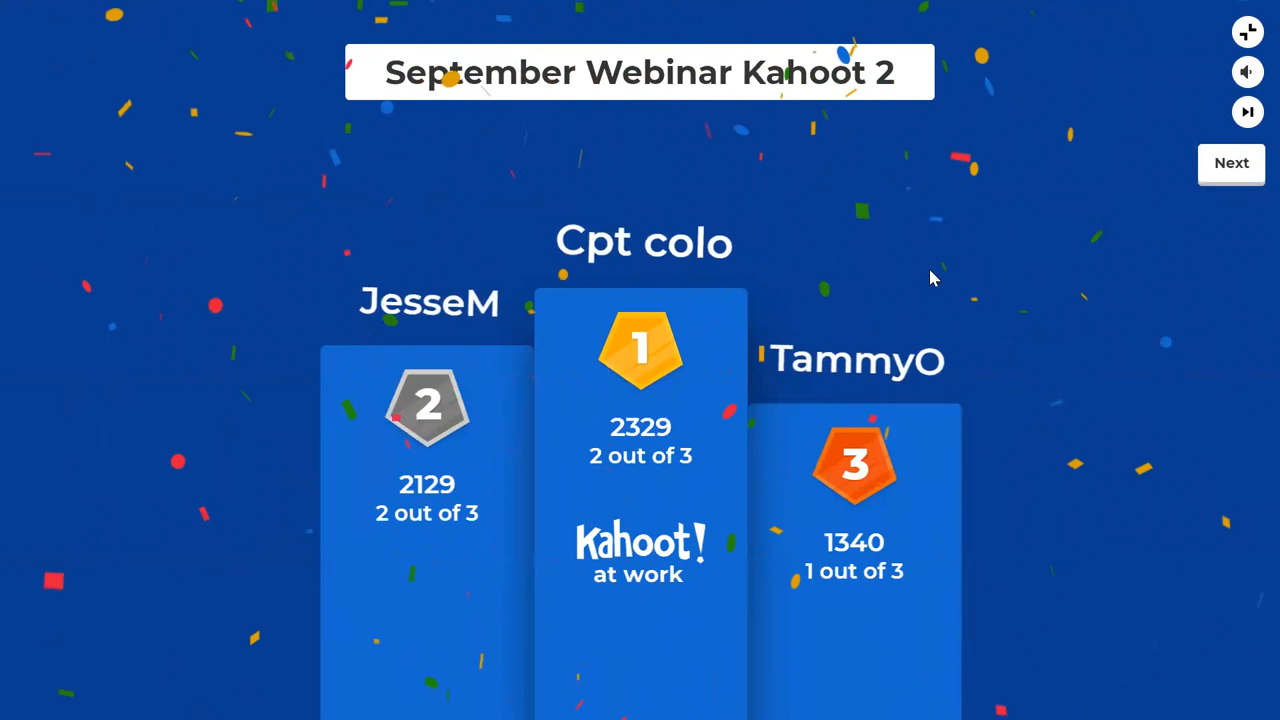 September Webinar Kahoot 2
Next
Cpt colo
JesseM
TammyO
1
2329
2 out of 3
2
2129
2 out of 3
3
1340
1 out of 3
Kahoot!
at work